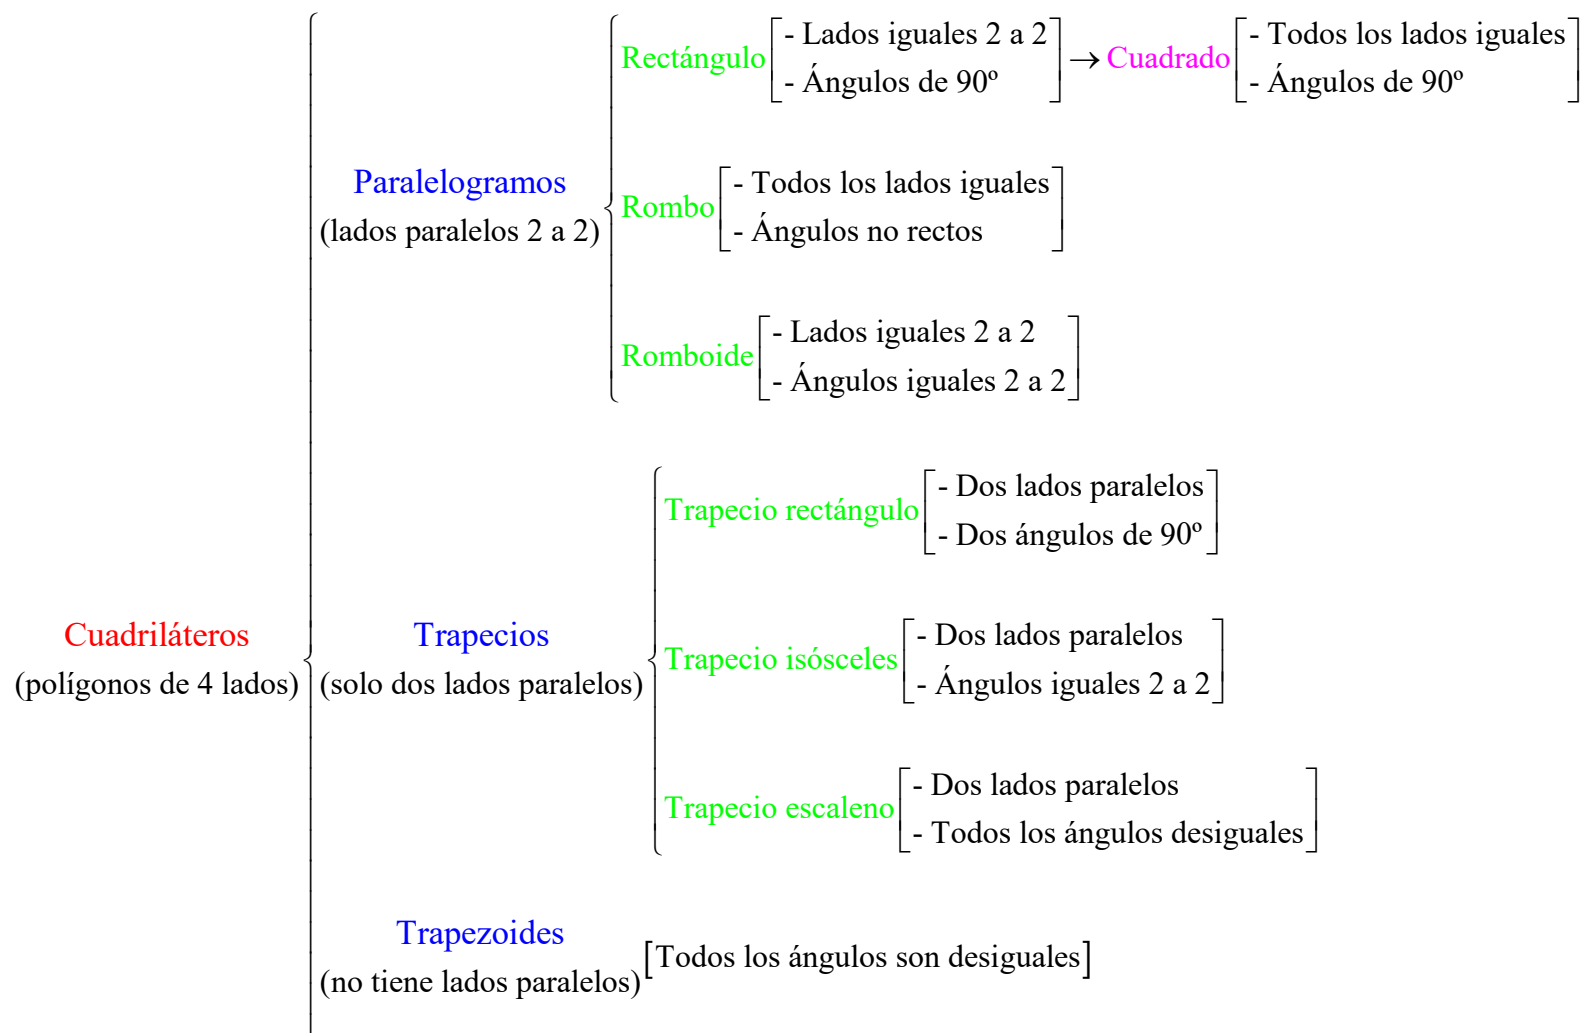 Cuadriláteros
(polígonos de 4 lados)
Paralelogramos
(lados paralelos 2 a 2)
Rectángulo
- Lados iguales 2 a 2
- Ángulos de 90º
→ Cuadrado
- Todos los lados iguales
- Ángulos de 90º
Rombo
- Todos los lados iguales
- Ángulos no rectos
Romboide
- Lados iguales 2 a 2
- Ángulos iguales 2 a 2
Trapecios
(solo dos lados paralelos)
Trapecio rectángulo
- Dos lados paralelos
- Dos ángulos de 90º
Trapecio isósceles
- Dos lados paralelos
- Ángulos iguales 2 a 2
Trapecio escaleno
- Dos lados paralelos
- Todos los ángulos desiguales
Trapezoides
(no tiene lados paralelos)
[Todos los ángulos son desiguales]